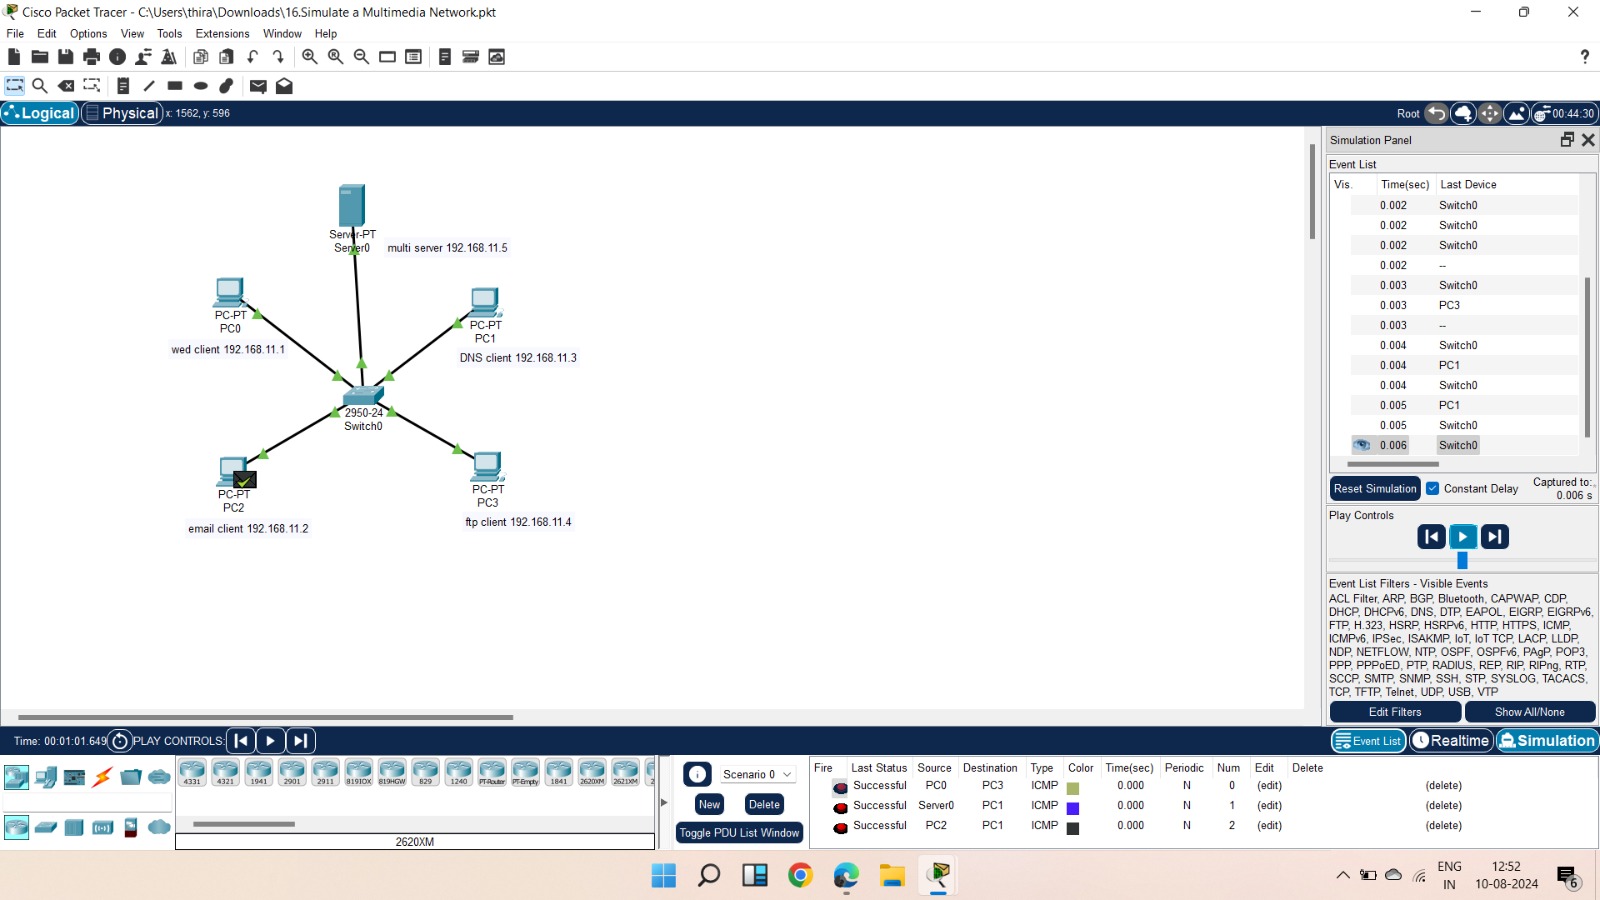 Cisco Packet Tracer - C:\Users\thira\Downloads\16.Simulate a Multimedia Network.pkt
File Edit Options View Tools Extensions Window Help
?
Logical Physical x: 1562, y: 596 Root 00:44:30
Simulation Panel
Event List
Vis. Time(sec) Last Device
0.002 Switch0
0.002 Switch0
0.002 Switch0
0.002 --
0.003 Switch0
0.003 PC3
0.003 --
0.004 Switch0
0.004 PC1
0.004 Switch0
0.005 PC1
0.005 Switch0
0.006 Switch0
Reset Simulation Constant Delay Captured to:
0.006 s
Play Controls
Event List Filters - Visible Events
ACL Filter, ARP, BGP, Bluetooth, CAPWAP, CDP,
DHCP, DHCPv6, DNS, DTP, EAPOL, EIGRP, EIGRPv6,
FTP, H.323, HSRP, HSRPv6, HTTP, HTTPS, ICMP,
ICMPv6, IPSec, ISAKMP, IoT, IoT TCP, LACP, LLDP,
NDP, NETFLOW, NTP, OSPF, OSPFv6, PAgP, POP3,
PPP, PPPoED, PTP, RADIUS, REP, RIP, RIPng, RTP,
SCCP, SMTP, SNMP, SSH, STP, SYSLOG, TACACS,
TCP, TFTP, Telnet, UDP, USB, VTP
Edit Filters Show All/None
Server-PT
Server0 multi server 192.168.11.5
PC-PT
PC0
wed client 192.168.11.1
PC-PT
PC1
DNS client 192.168.11.3
2950-24
Switch0
PC-PT
PC2
email client 192.168.11.2
PC-PT
PC3
ftp client 192.168.11.4
Time: 00:01:01.649 PLAY CONTROLS: Event List Realtime Simulation
4331 4321 1941 2901 2911 819IOX 819HGW 829 1240 PT-Router PT-Empty 1841 2620XM 2621XM 2
2620XM
Scenario 0
New Delete
Toggle PDU List Window
Fire Last Status Source Destination Type Color Time(sec) Periodic Num Edit Delete
Successful PC0 PC3 ICMP 0.000 N 0 (edit) (delete)
Successful Server0 PC1 ICMP 0.000 N 1 (edit) (delete)
Successful PC2 PC1 ICMP 0.000 N 2 (edit) (delete)
ENG
IN
12:52
10-08-2024
6